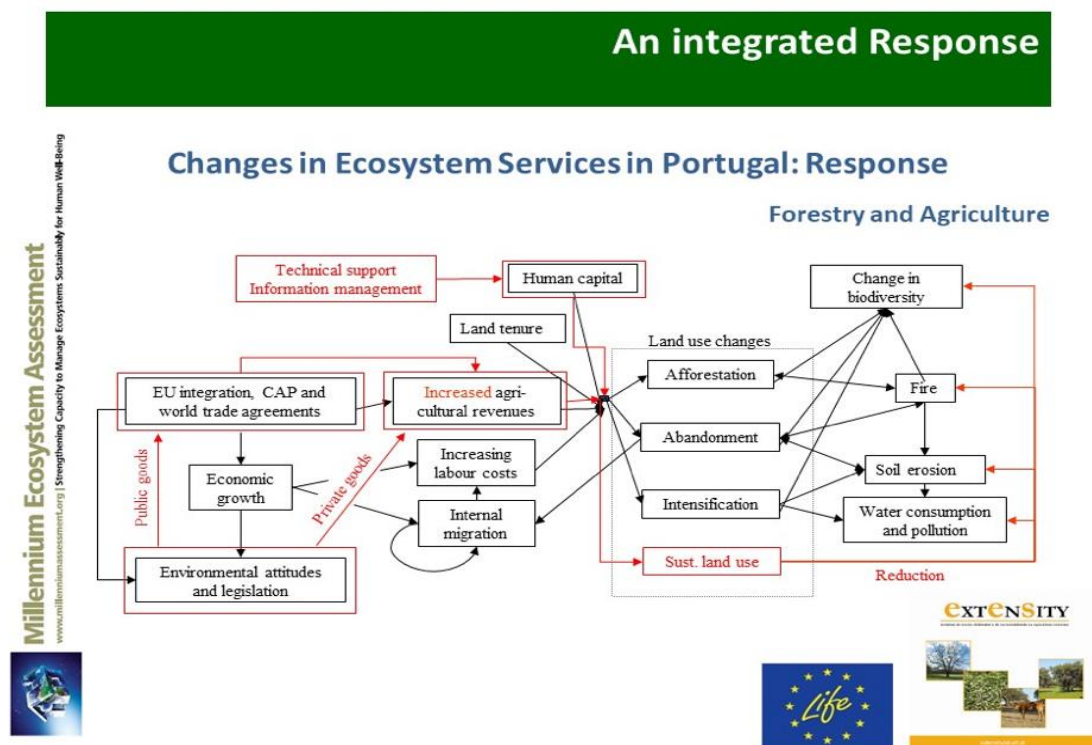 An integrated Response
Changes in Ecosystem Services in Portugal: Response
Forestry and Agriculture
Millennium Ecosystem Assessment
www.millenniumassessment.org | Strengthening Capacity to Manage Ecosystems Sustainably for Human Well-Being
Technical support
Information management
Human capital
Change in
biodiversity
Land tenure
Land use changes
Afforestation
Fire
EU integration, CAP and
world trade agreements
Increased agri-
cultural revenues
Abandonment
Increasing
labour costs
Soil erosion
Public goods
Economic
growth
Private goods
Intensification
Internal
migration
Water consumption
and pollution
Environmental attitudes
and legislation
Sust. land use
Reduction
eXTeNSITY
Life